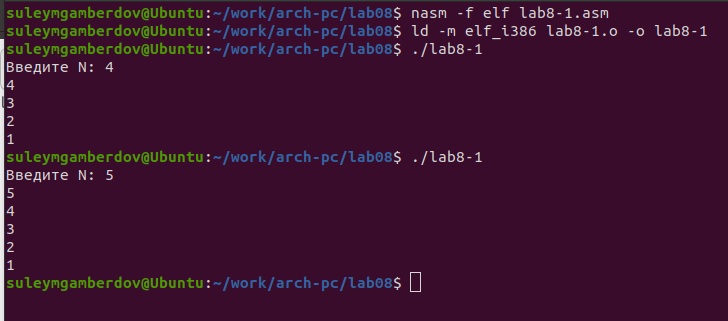 suleymgamberdov@Ubuntu:~/work/arch-pc/lab08$ nasm -f elf lab8-1.asm
suleymgamberdov@Ubuntu:~/work/arch-pc/lab08$ ld -m elf_i386 lab8-1.o -o lab8-1
suleymgamberdov@Ubuntu:~/work/arch-pc/lab08$ ./lab8-1
Введите N: 4
4
3
2
1
suleymgamberdov@Ubuntu:~/work/arch-pc/lab08$ ./lab8-1
Введите N: 5
5
4
3
2
1
suleymgamberdov@Ubuntu:~/work/arch-pc/lab08$